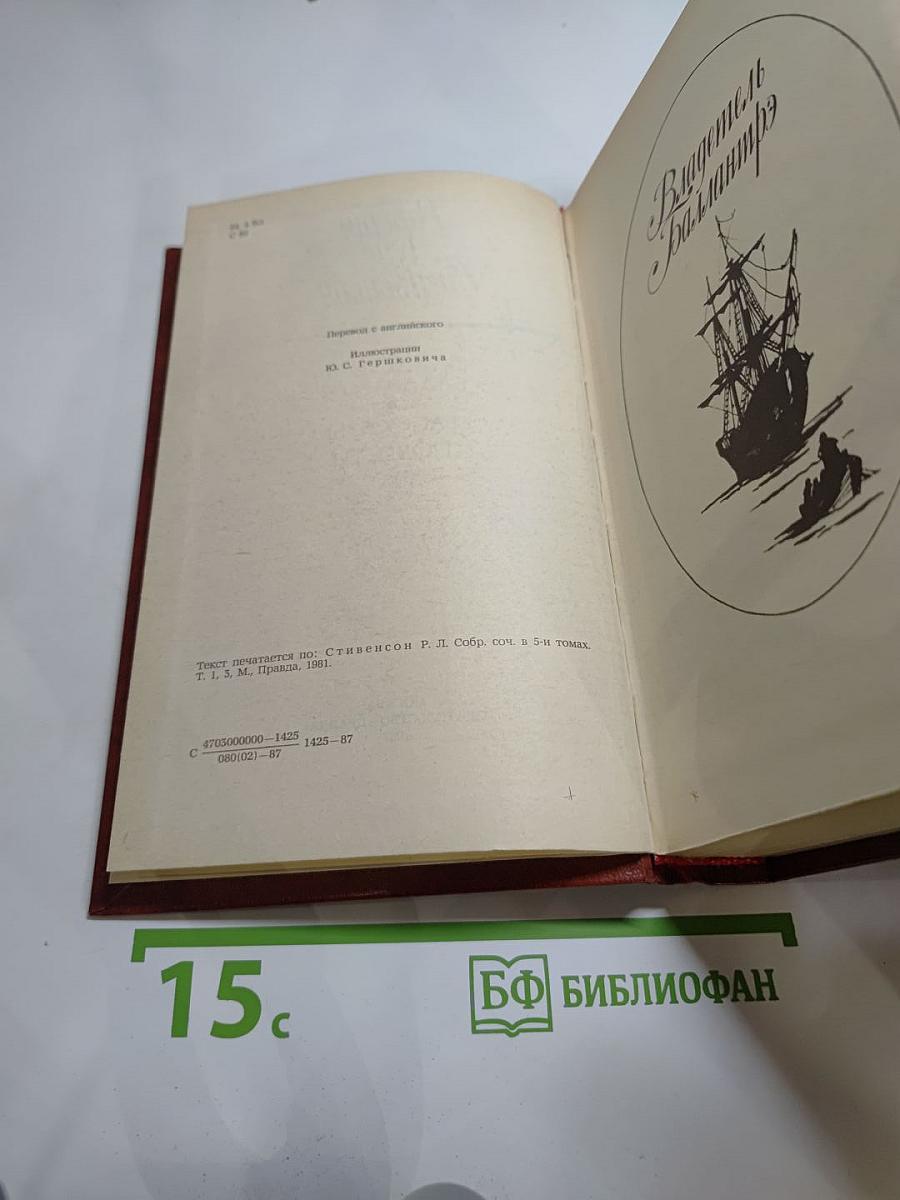 Перевод с английского
Иллюстрации
Ю. С. Гершковича
Текст печатается по: Стивенсон Р. Л. Собр. соч. в 5-и томах.
Т. 1, 3, М., Правда, 1981.
С 4703000000—1425 1425—87
080(02)—87
Владетель
Баллантрэ
15 с
БФ БИБЛИОФАН